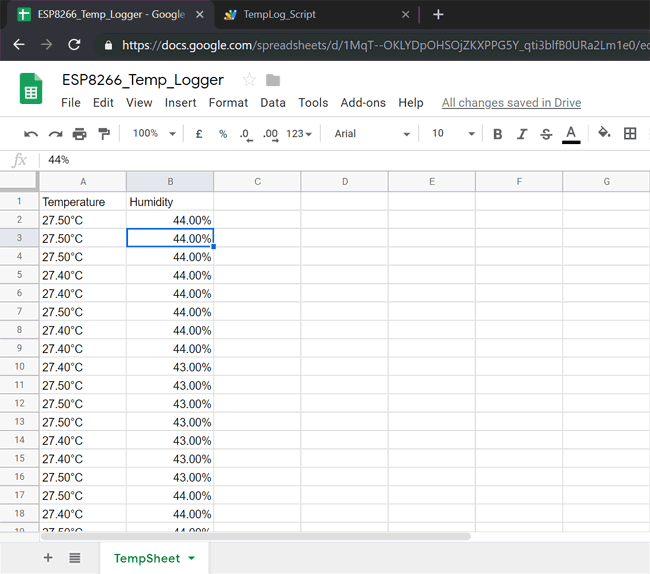 ESP8266_Temp_Logger - Google
TempLog_Script
https://docs.google.com/spreadsheets/d/1MqT--OKLYDpOHSOjZKXPPG5Y_qti3blfB0URa2Lm1e0/ed
ESP8266_Temp_Logger
File Edit View Insert Format Data Tools Add-ons Help All changes saved in Drive
100% £ % .0 .00 123 Arial 10 B I S A
fx 44%
A B C D E F G
1 Temperature Humidity
2 27.50°C 44.00%
3 27.50°C 44.00%
4 27.50°C 44.00%
5 27.40°C 44.00%
6 27.40°C 44.00%
7 27.50°C 44.00%
8 27.40°C 44.00%
9 27.40°C 44.00%
10 27.40°C 43.00%
11 27.50°C 43.00%
12 27.50°C 43.00%
13 27.50°C 43.00%
14 27.40°C 43.00%
15 27.40°C 43.00%
16 27.50°C 43.00%
17 27.50°C 44.00%
18 27.40°C 44.00%
19 27.50°C 44.00%
TempSheet